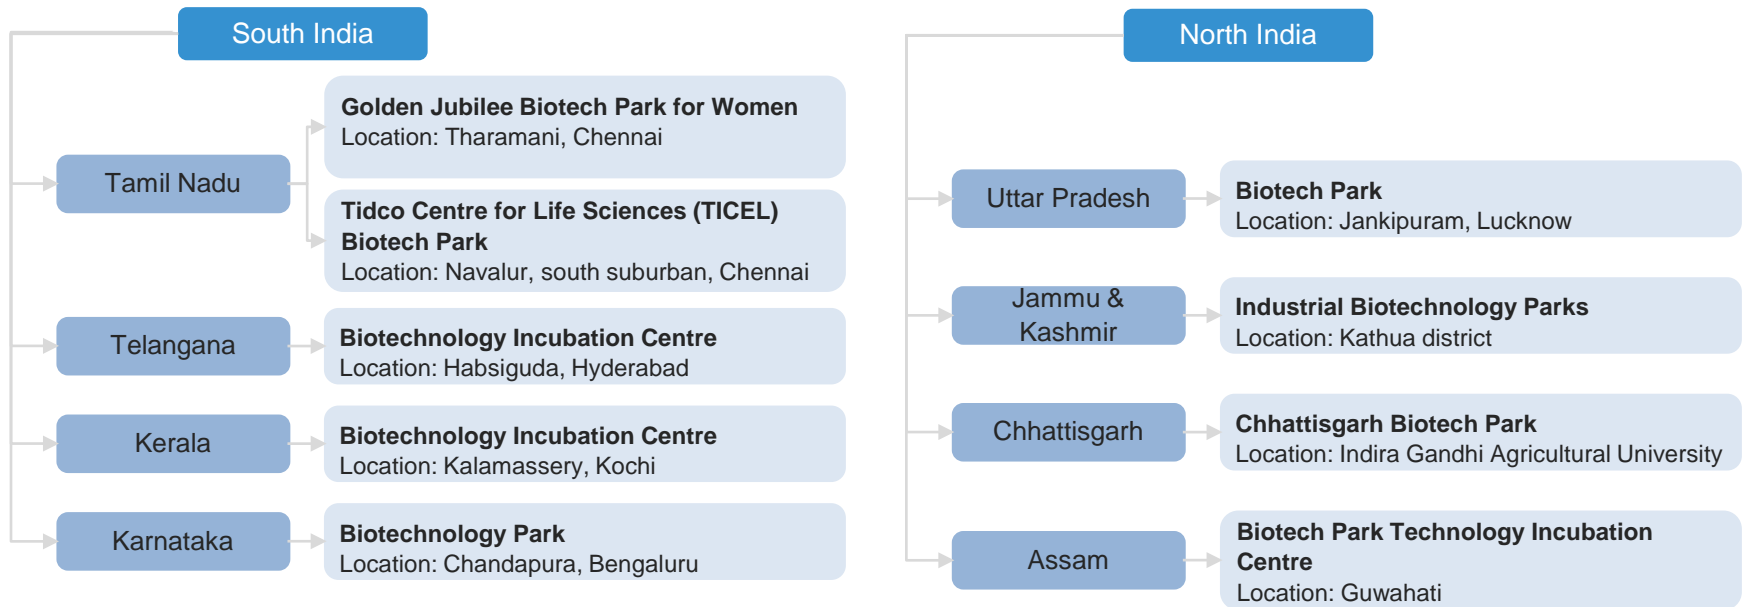 South India
Tamil Nadu
Golden Jubilee Biotech Park for Women
Location: Tharamani, Chennai
Tidco Centre for Life Sciences (TICEL)
Biotech Park
Location: Navalur, south suburban, Chennai
Telangana
Biotechnology Incubation Centre
Location: Habsiguda, Hyderabad
Kerala
Biotechnology Incubation Centre
Location: Kalamassery, Kochi
Karnataka
Biotechnology Park
Location: Chandapura, Bengaluru
North India
Uttar Pradesh
Biotech Park
Location: Jankipuram, Lucknow
Jammu &
Kashmir
Industrial Biotechnology Parks
Location: Kathua district
Chhattisgarh
Chhattisgarh Biotech Park
Location: Indira Gandhi Agricultural University
Assam
Biotech Park Technology Incubation
Centre
Location: Guwahati